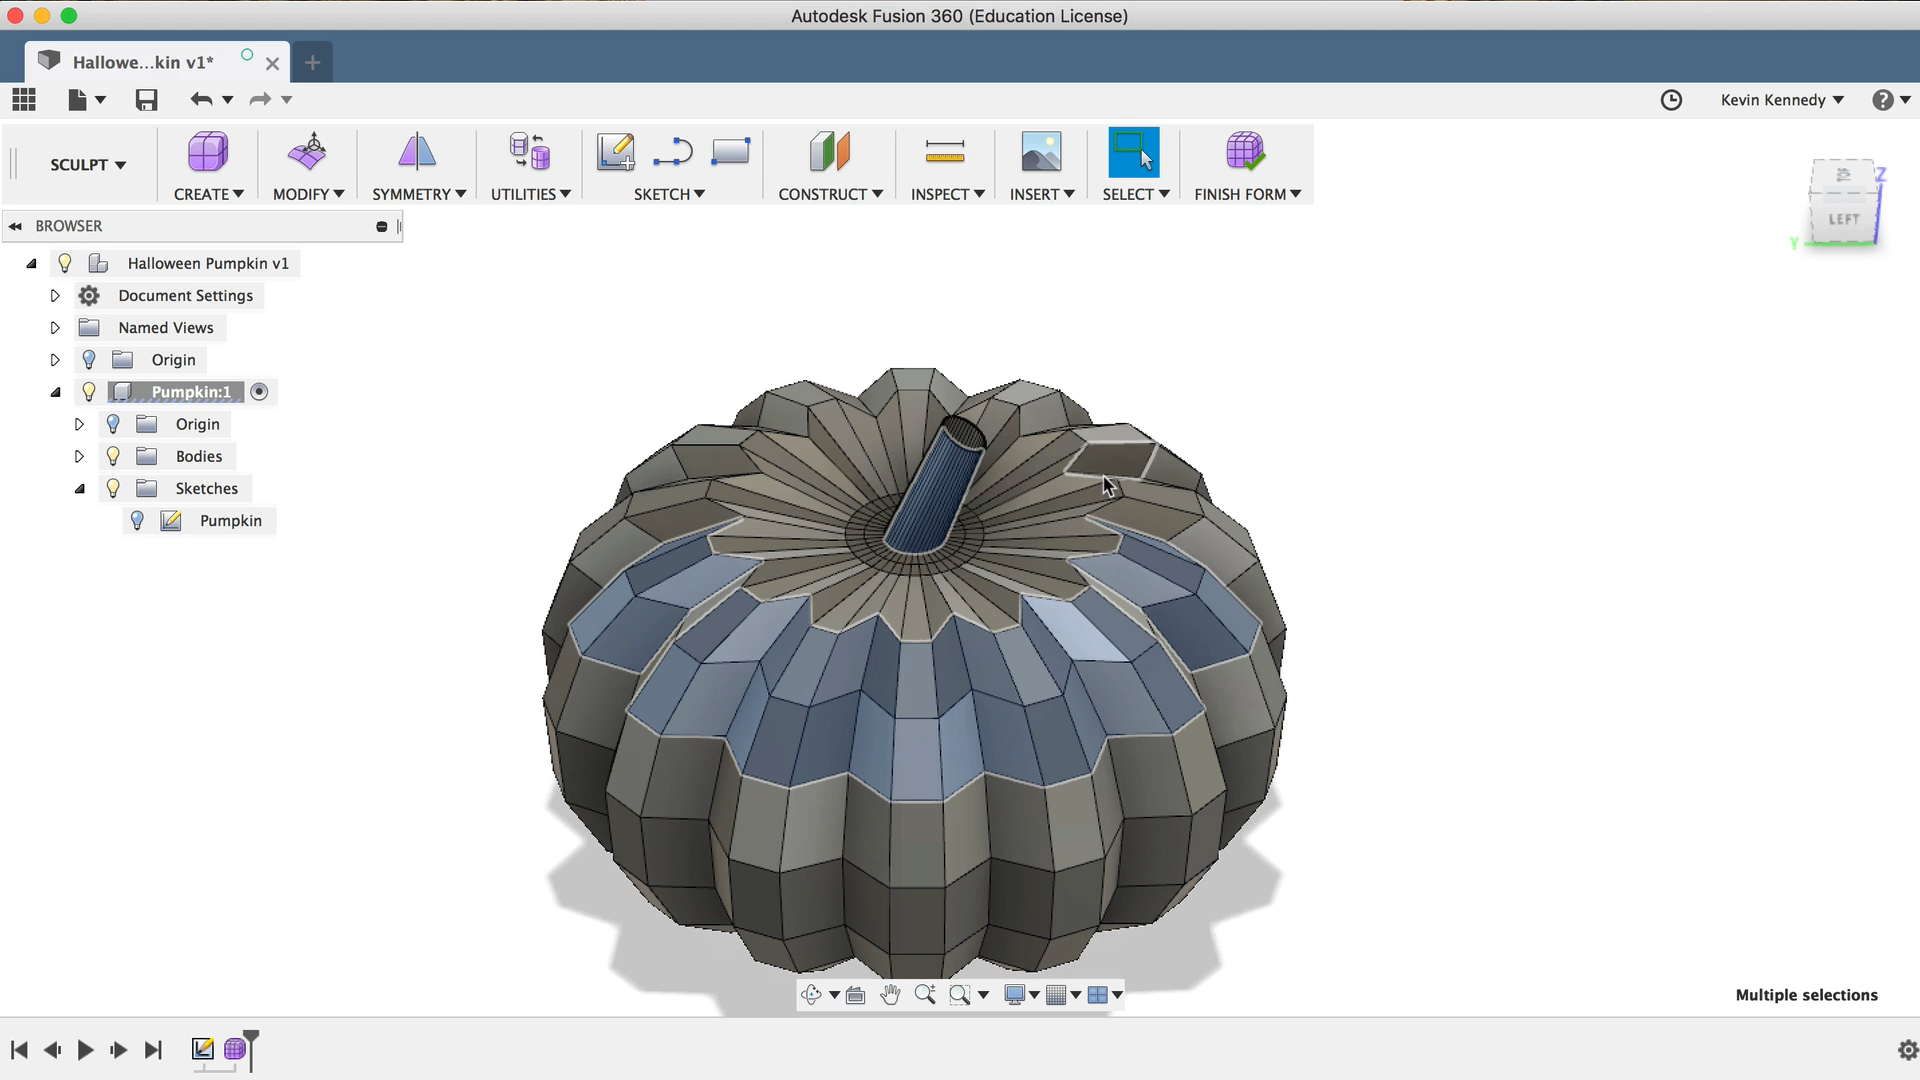 Autodesk Fusion 360 (Education License)
Hallowe...kin v1*
Kevin Kennedy
SCULPT
CREATE
MODIFY
SYMMETRY
UTILITIES
SKETCH
CONSTRUCT
INSPECT
INSERT
SELECT
FINISH FORM
Z
LEFT
Y
BROWSER
Halloween Pumpkin v1
Document Settings
Named Views
Origin
Pumpkin:1
Origin
Bodies
Sketches
Pumpkin
Multiple selections